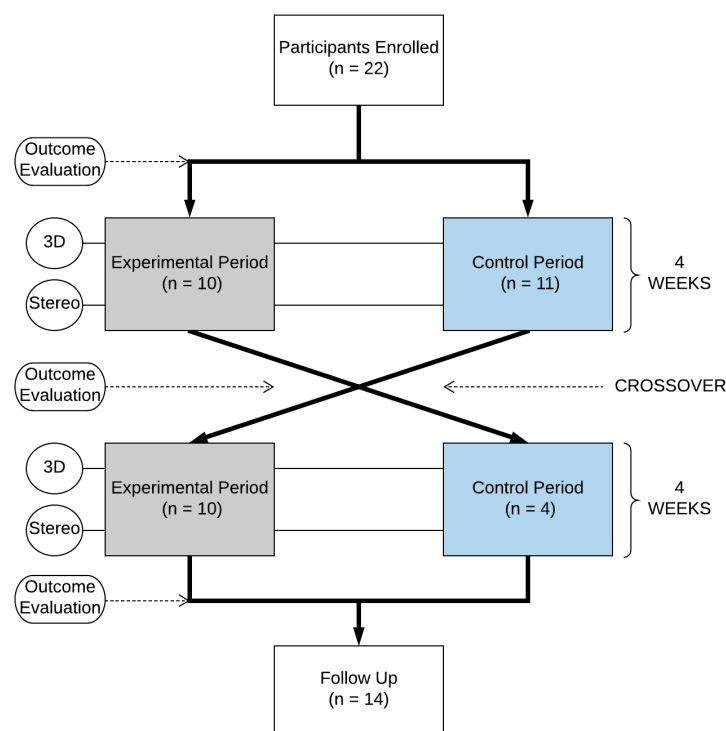 Participants Enrolled
(n = 22)
Outcome
Evaluation
3D
Stereo
Experimental Period
(n = 10)
Control Period
(n = 11)
4
WEEKS
Outcome
Evaluation
CROSSOVER
3D
Stereo
Experimental Period
(n = 10)
Control Period
(n = 4)
4
WEEKS
Outcome
Evaluation
Follow Up
(n = 14)